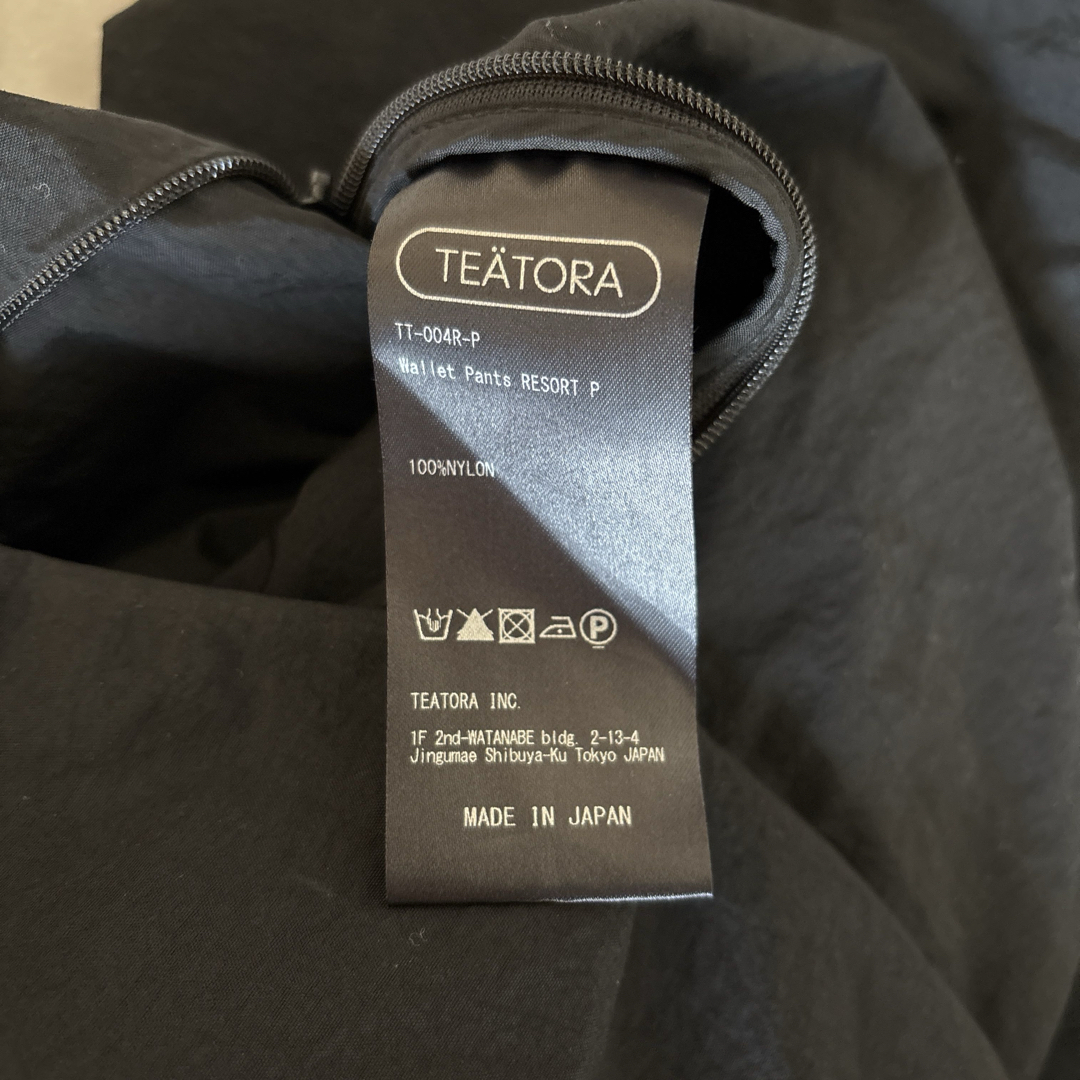 TEÄTORA
TT-004R-P
Wallet Pants RESORT P
100%NYLON
P
TEATORA INC.
1F 2nd-WATANABE bldg. 2-13-4
Jingumae Shibuya-Ku Tokyo JAPAN
MADE IN JAPAN